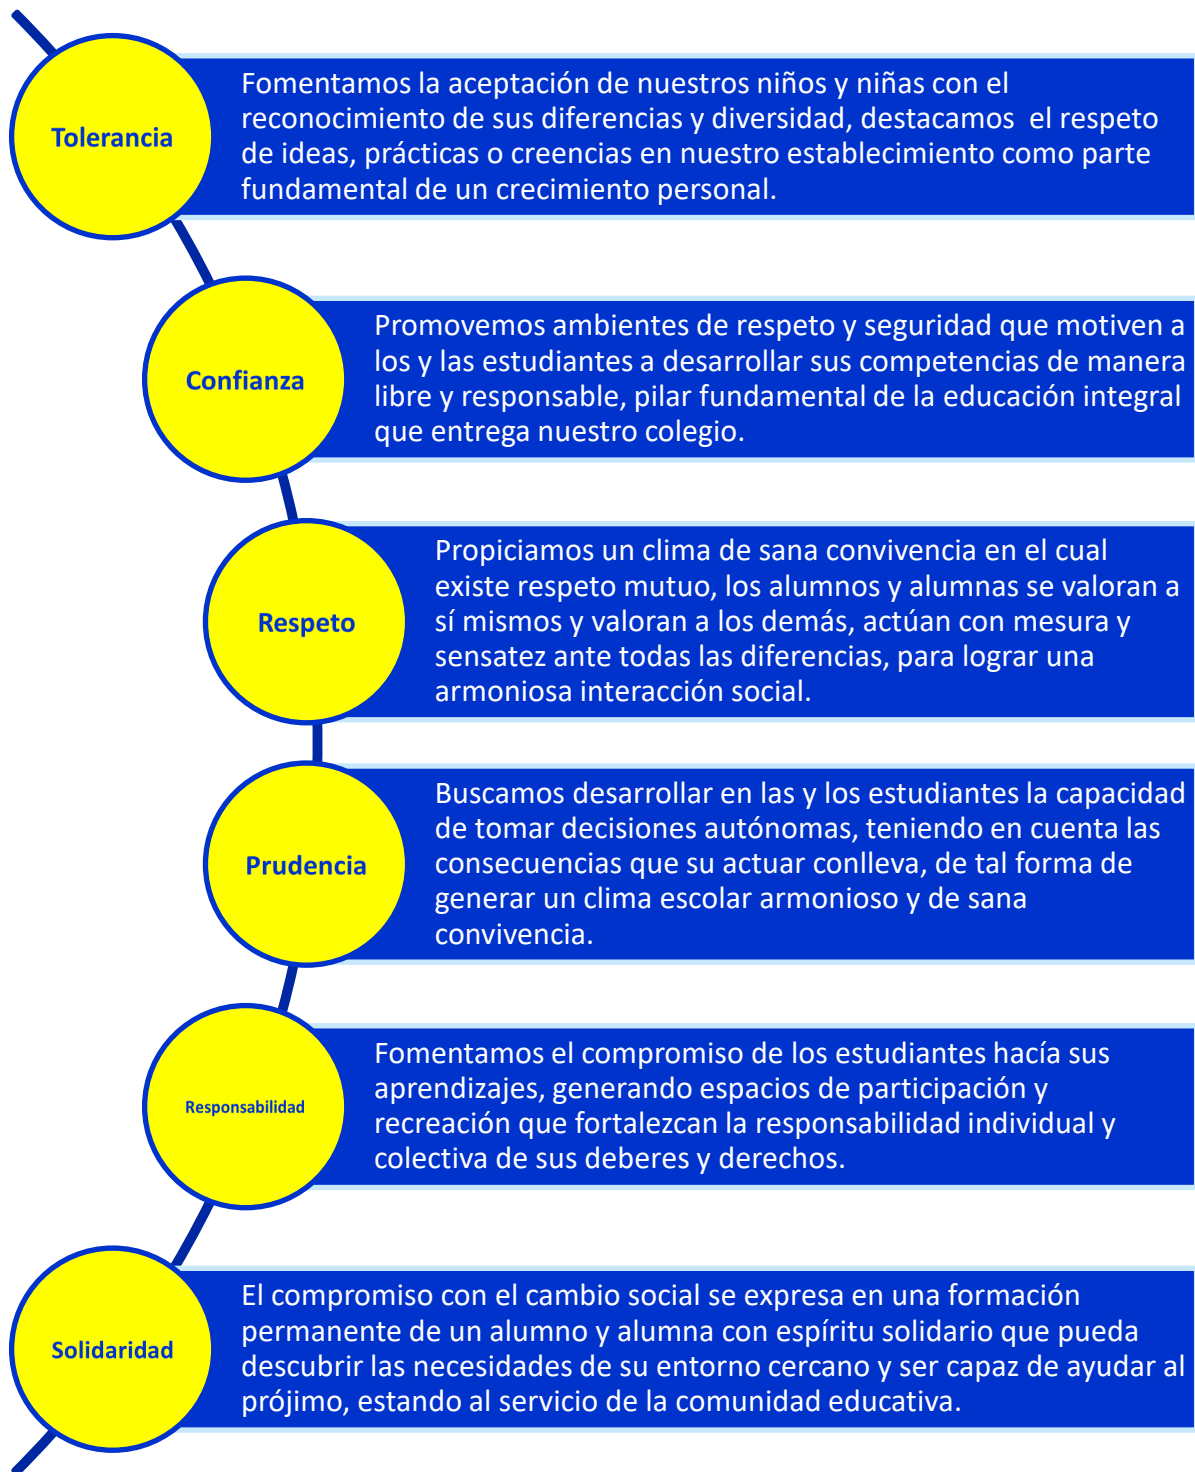 Tolerancia
Fomentamos la aceptación de nuestros niños y niñas con el
reconocimiento de sus diferencias y diversidad, destacamos  el respeto
de ideas, prácticas o creencias en nuestro establecimiento como parte
fundamental de un crecimiento personal.
Confianza
Promovemos ambientes de respeto y seguridad que motiven a
los y las estudiantes a desarrollar sus competencias de manera
libre y responsable, pilar fundamental de la educación integral
que entrega nuestro colegio.
Respeto
Propiciamos un clima de sana convivencia en el cual
existe respeto mutuo, los alumnos y alumnas se valoran a
sí mismos y valoran a los demás, actúan con mesura y
sensatez ante todas las diferencias, para lograr una
armoniosa interacción social.
Prudencia
Buscamos desarrollar en las y los estudiantes la capacidad
de tomar decisiones autónomas, teniendo en cuenta las
consecuencias que su actuar conlleva, de tal forma de
generar un clima escolar armonioso y de sana
convivencia.
Responsabilidad
Fomentamos el compromiso de los estudiantes hacía sus
aprendizajes, generando espacios de participación y
recreación que fortalezcan la responsabilidad individual y
colectiva de sus deberes y derechos.
Solidaridad
El compromiso con el cambio social se expresa en una formación
permanente de un alumno y alumna con espíritu solidario que pueda
descubrir las necesidades de su entorno cercano y ser capaz de ayudar al
prójimo, estando al servicio de la comunidad educativa.